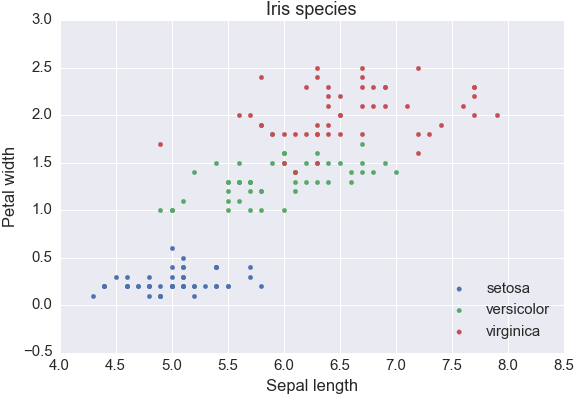 Iris species
3.0
2.5
2.0
1.5
1.0
0.5
0.0
−0.5
Petal width
4.0 4.5 5.0 5.5 6.0 6.5 7.0 7.5 8.0 8.5
Sepal length
setosa
versicolor
virginica